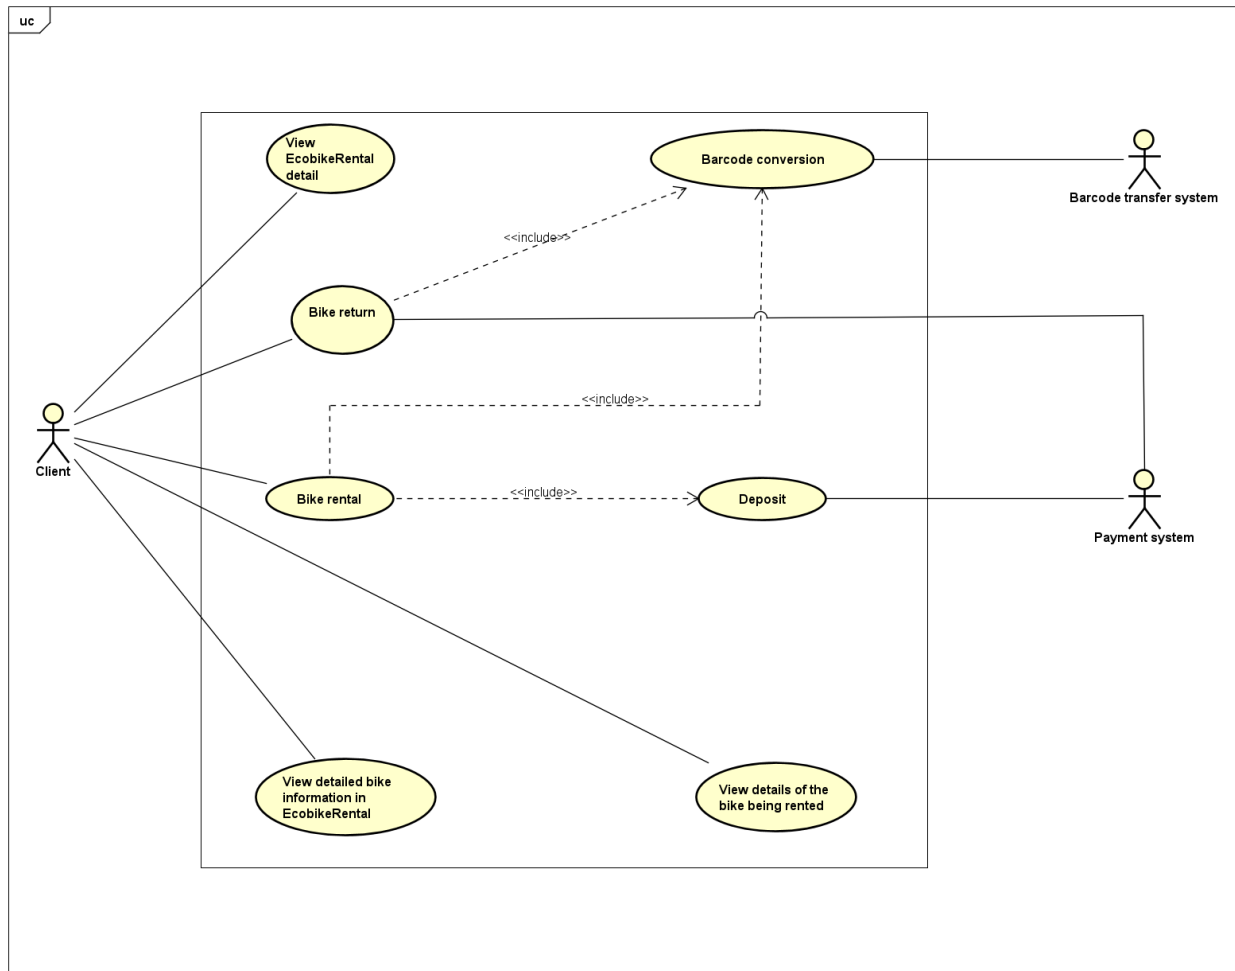 uc
View
EcobikeRental
detail
Barcode conversion
Barcode transfer system
<<include>>
Bike return
<<include>>
Client
Bike rental
<<include>>
Deposit
Payment system
View detailed bike
information in
EcobikeRental
View details of the
bike being rented